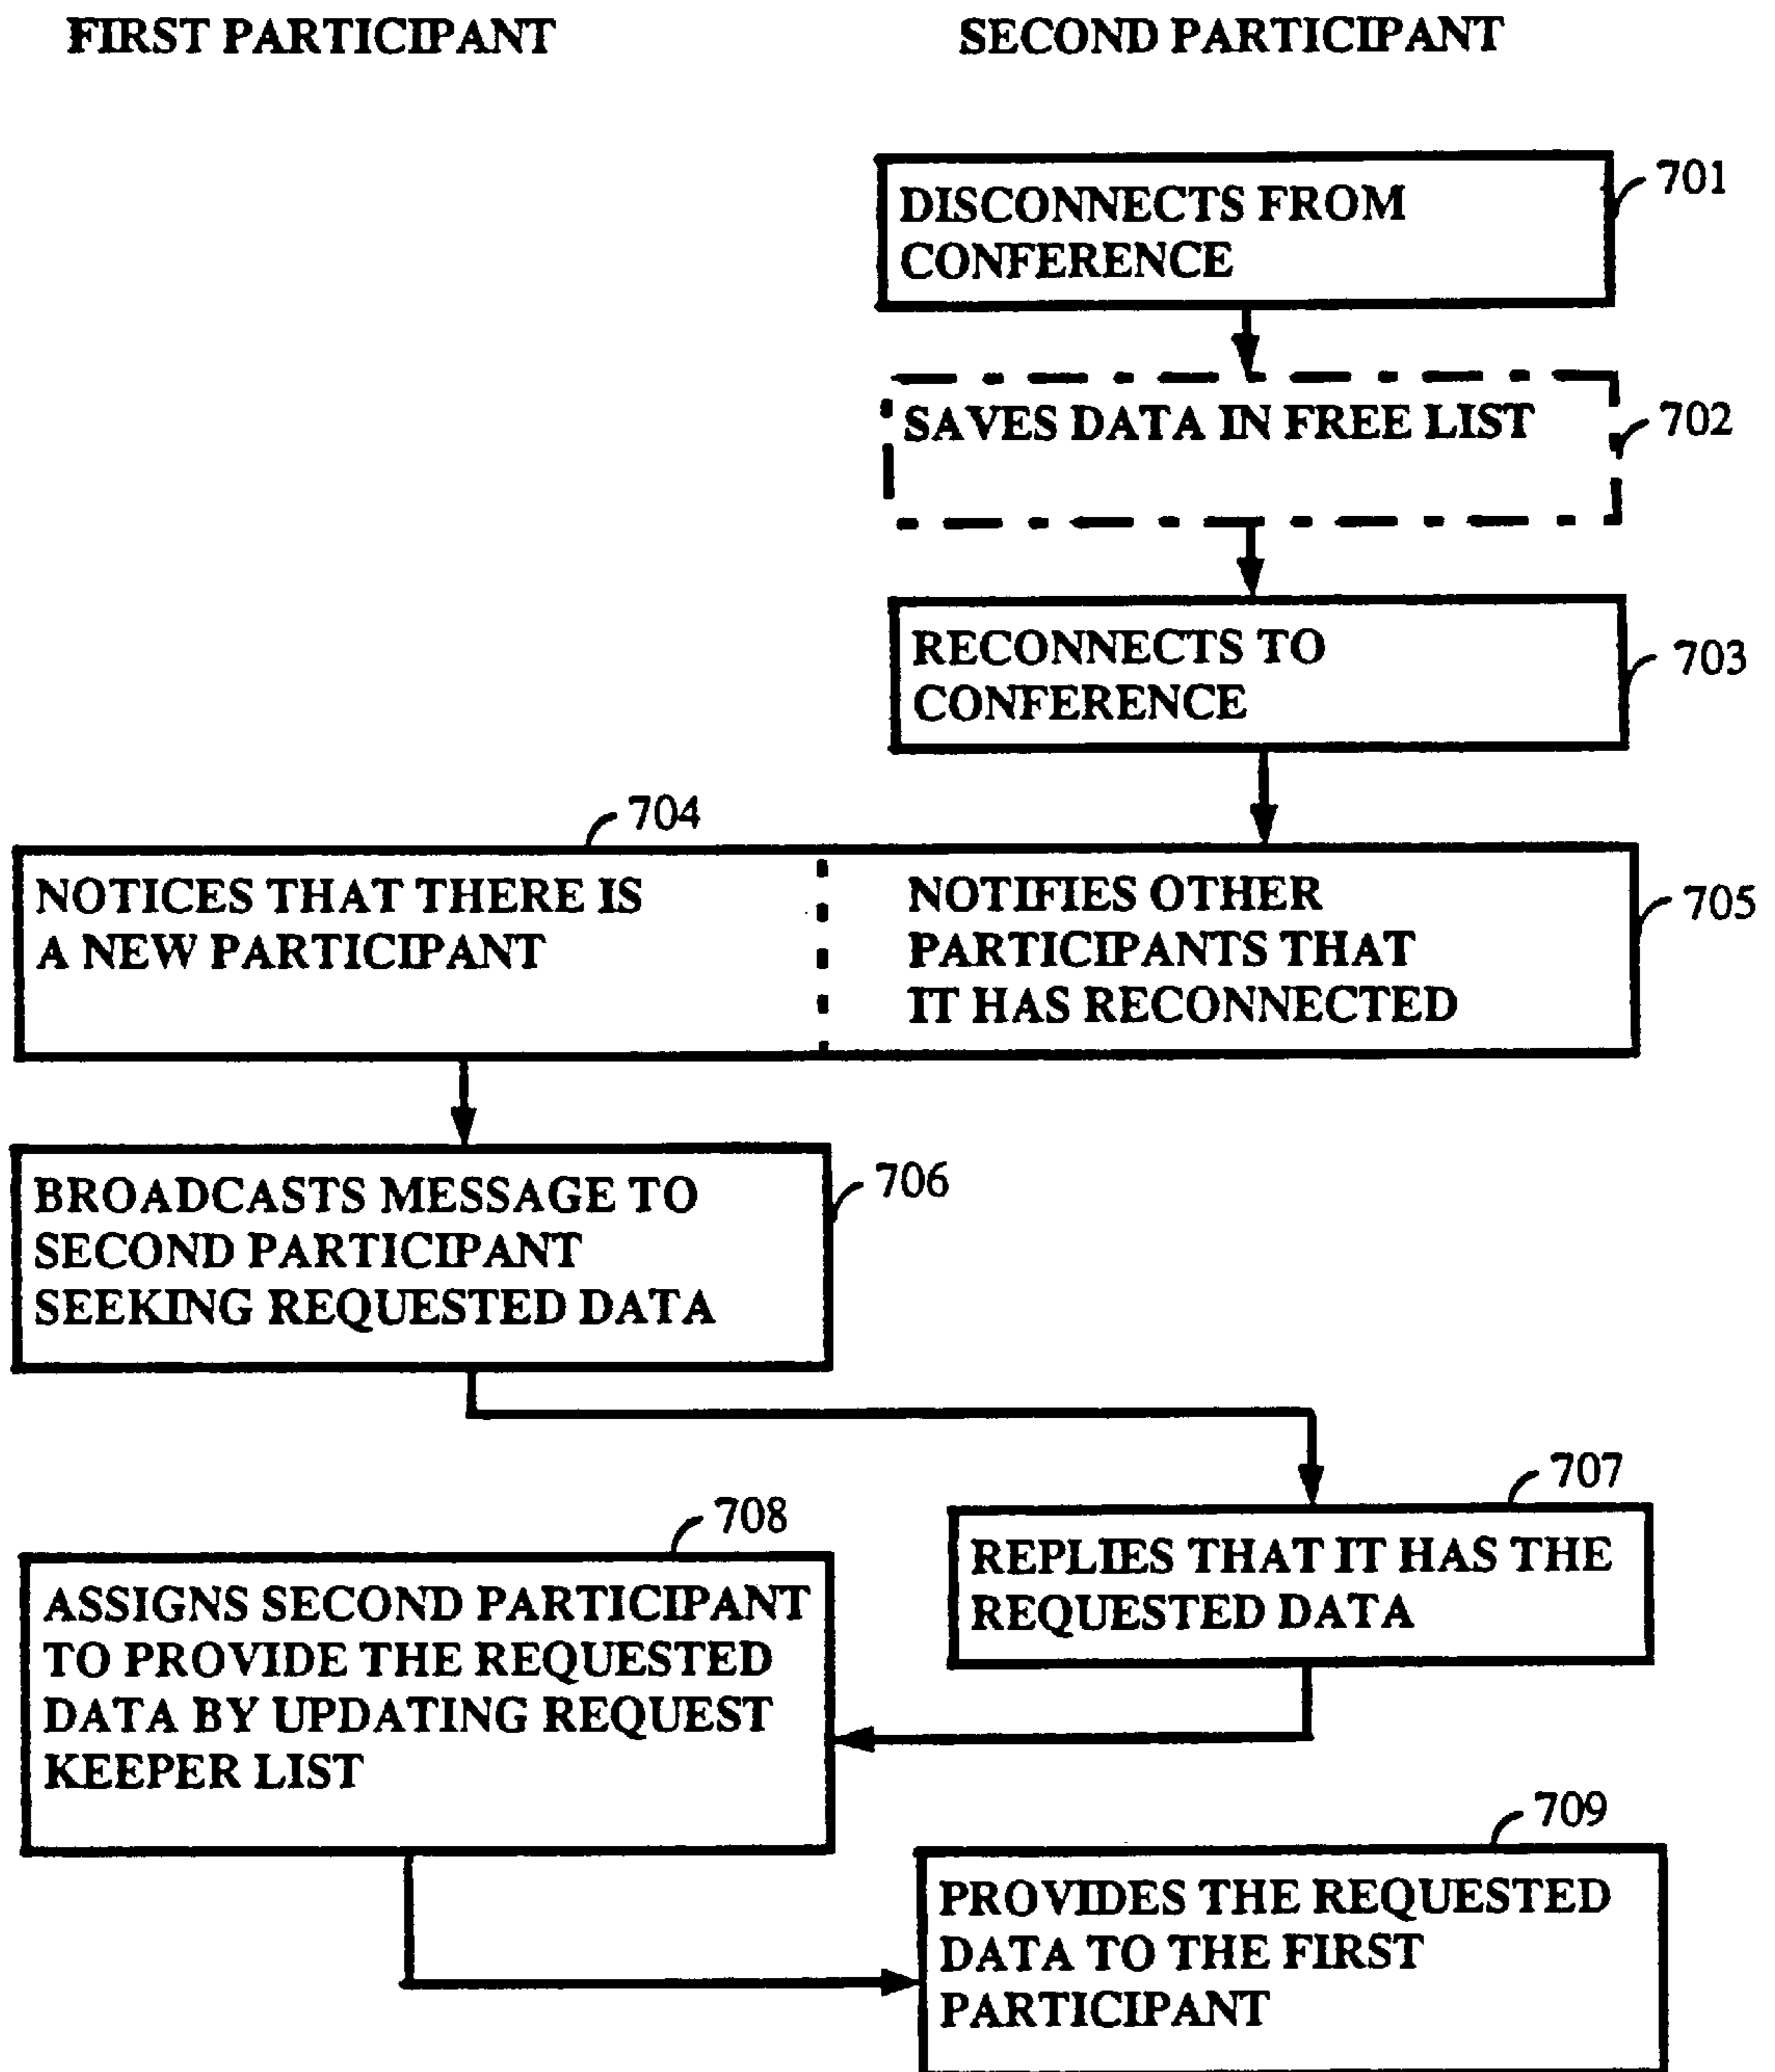 FIRST PARTICIPANT
SECOND PARTICIPANT
701
DISCONNECTS FROM
CONFERENCE
702
SAVES DATA IN FREE LIST
703
RECONNECTS TO
CONFERENCE
704
NOTICES THAT THERE IS
A NEW PARTICIPANT
705
NOTIFIES OTHER
PARTICIPANTS THAT
IT HAS RECONNECTED
706
BROADCASTS MESSAGE TO
SECOND PARTICIPANT
SEEKING REQUESTED DATA
707
REPLIES THAT IT HAS THE
REQUESTED DATA
708
ASSIGNS SECOND PARTICIPANT
TO PROVIDE THE REQUESTED
DATA BY UPDATING REQUEST
KEEPER LIST
709
PROVIDES THE REQUESTED
DATA TO THE FIRST
PARTICIPANT